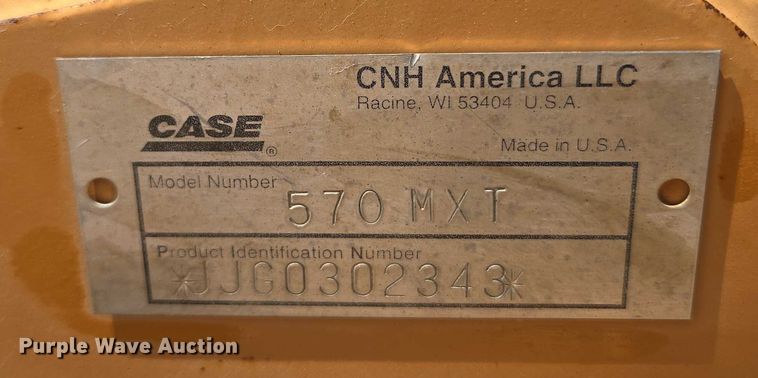 CNH America LLC
Racine, WI 53404 U.S.A.
CASE®
Made in U.S.A.
Model Number
570 MXT
Product Identification Number
*JJG0302343*
Purple Wave Auction